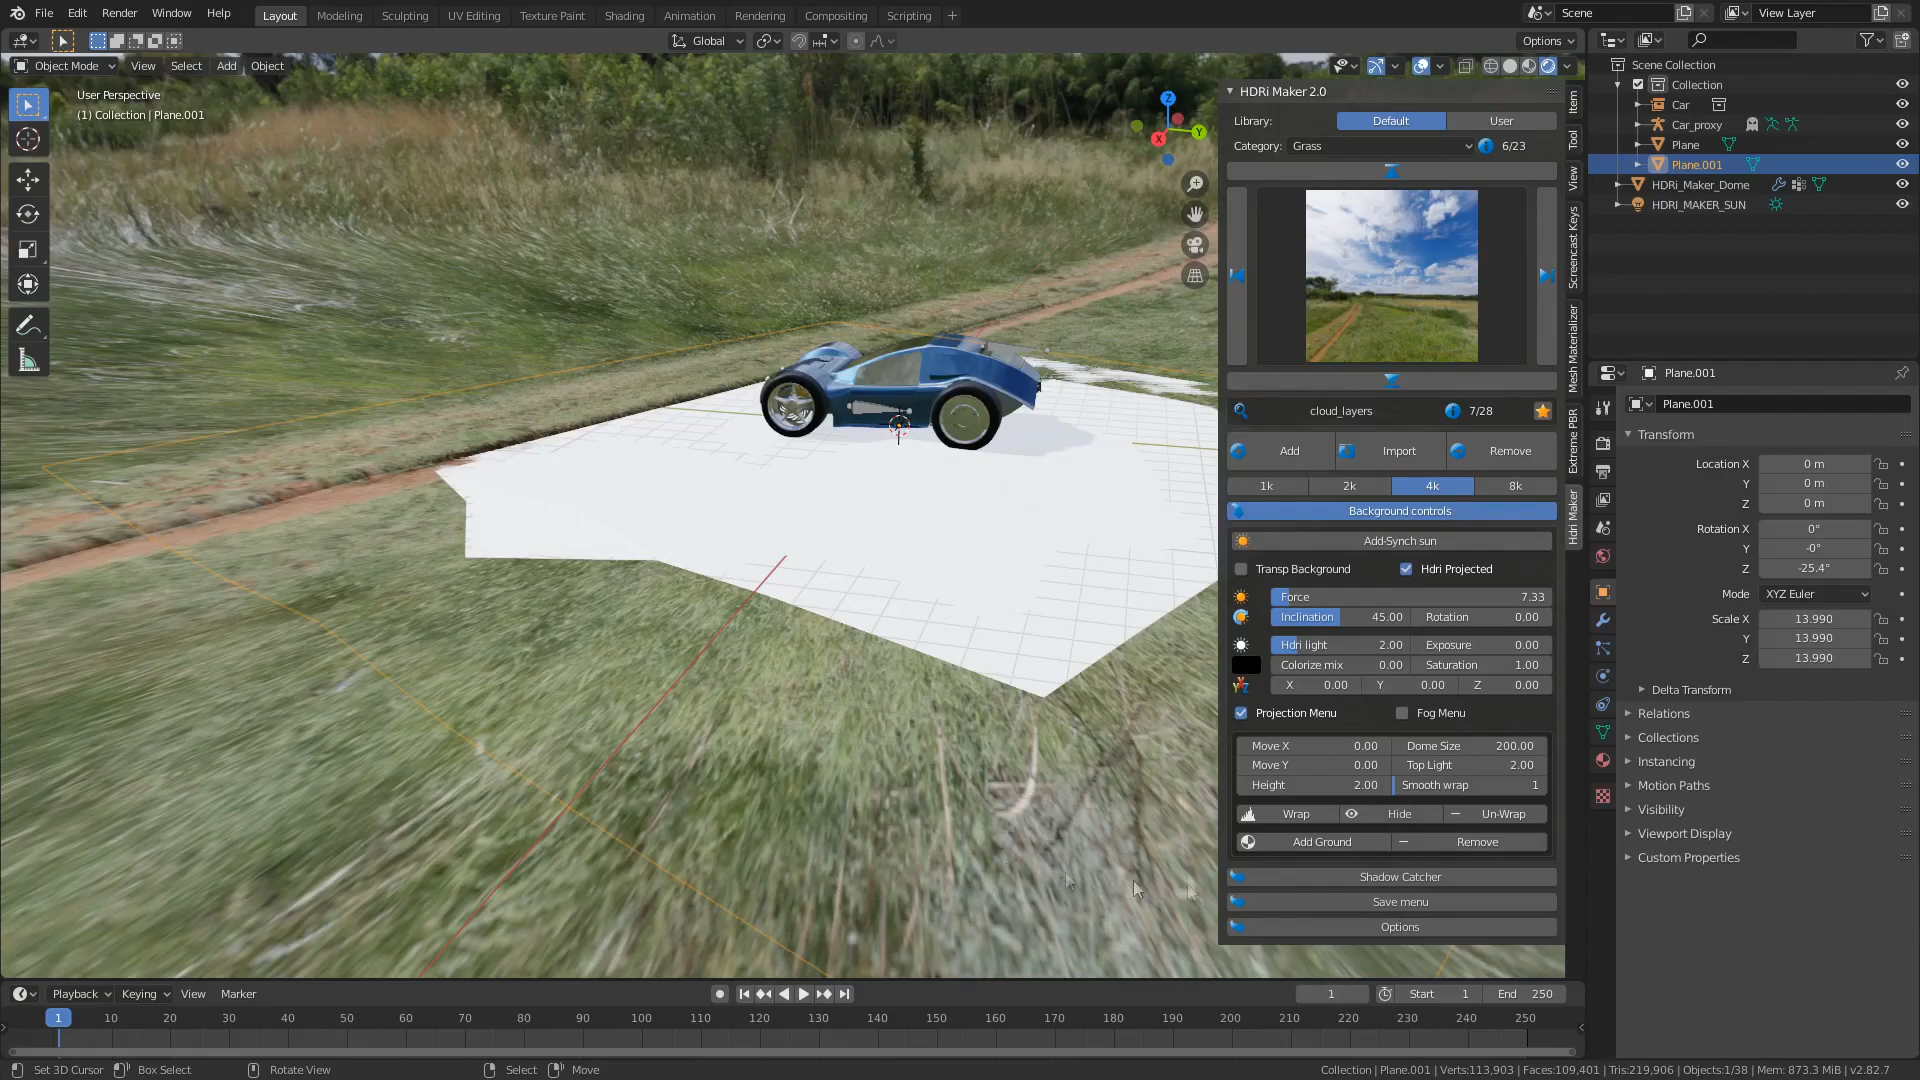 File Edit Render Window Help Layout Modeling Sculpting UV Editing Texture Paint Shading Animation Rendering Compositing Scripting + Scene View Layer
Global Options
Object Mode View Select Add Object
User Perspective
(1) Collection | Plane.001
Z
Y
X
HDRi Maker 2.0
Library: Default User
Category: Grass 6/23
cloud_layers 7/28
Add Import Remove
1k 2k 4k 8k
Background controls
Add-Synch sun
Transp Background Hdri Projected
Force 7.33
Inclination 45.00 Rotation 0.00
Hdri light 2.00 Exposure 0.00
Colorize mix 0.00 Saturation 1.00
X 0.00 Y 0.00 Z 0.00
Projection Menu Fog Menu
Move X 0.00 Dome Size 200.00
Move Y 0.00 Top Light 2.00
Height 2.00 Smooth wrap 1
Wrap Hide Un-Wrap
Add Ground Remove
Shadow Catcher
Save menu
Options
Item
Tool
View
Screencast Keys
Mesh Materializer
Extreme PBR
Hdri Maker
Scene Collection
Collection
Car
Car_proxy
Plane
Plane.001
HDRi_Maker_Dome
HDRI_MAKER_SUN
Plane.001
Plane.001
Transform
Location X 0 m
Y 0 m
Z 0 m
Rotation X 0°
Y -0°
Z -25.4°
Mode XYZ Euler
Scale X 13.990
Y 13.990
Z 13.990
Delta Transform
Relations
Collections
Instancing
Motion Paths
Visibility
Viewport Display
Custom Properties
Playback Keying View Marker 1 Start 1 End 250
1 10 20 30 40 50 60 70 80 90 100 110 120 130 140 150 160 170 180 190 200 210 220 230 240 250
Set 3D Cursor Box Select Rotate View Select Move Collection | Plane.001 | Verts:113,903 | Faces:109,401 | Tris:219,906 | Objects:1/38 | Mem: 873.3 MiB | v2.82.7